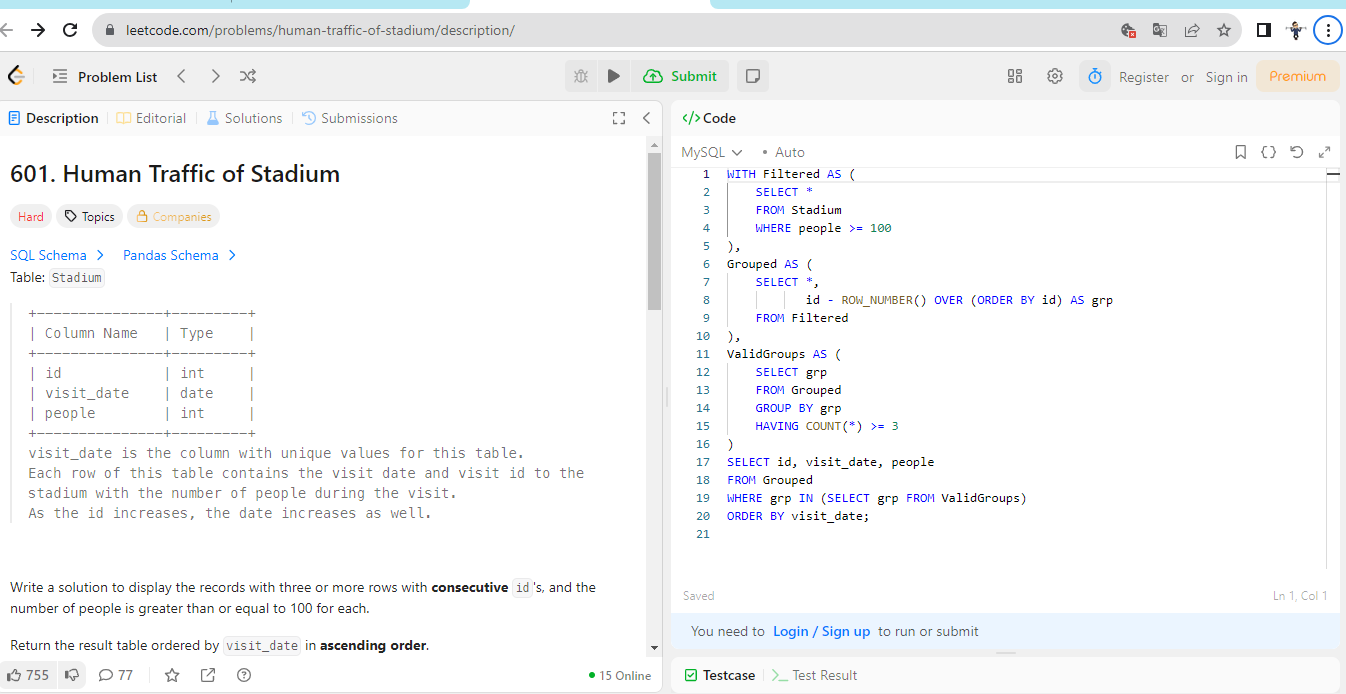 leetcode.com/problems/human-traffic-of-stadium/description/
Problem List
Submit
Register or Sign in Premium
Description Editorial Solutions Submissions
601. Human Traffic of Stadium
Hard Topics Companies
SQL Schema > Pandas Schema >
Table: Stadium
+---------------+---------+
| Column Name   | Type    |
+---------------+---------+
| id            | int     |
| visit_date    | date    |
| people        | int     |
+---------------+---------+
visit_date is the column with unique values for this table.
Each row of this table contains the visit date and visit id to the
stadium with the number of people during the visit.
As the id increases, the date increases as well.
Write a solution to display the records with three or more rows with consecutive id's, and the
number of people is greater than or equal to 100 for each.
Return the result table ordered by visit_date in ascending order.
755 77 15 Online
</> Code
MySQL • Auto
1 WITH Filtered AS (
2     SELECT *
3     FROM Stadium
4     WHERE people >= 100
5 ),
6 Grouped AS (
7     SELECT *,
8            id - ROW_NUMBER() OVER (ORDER BY id) AS grp
9     FROM Filtered
10 ),
11 ValidGroups AS (
12     SELECT grp
13     FROM Grouped
14     GROUP BY grp
15     HAVING COUNT(*) >= 3
16 )
17 SELECT id, visit_date, people
18 FROM Grouped
19 WHERE grp IN (SELECT grp FROM ValidGroups)
20 ORDER BY visit_date;
21
Saved Ln 1, Col 1
You need to Login / Sign up to run or submit
Testcase >_ Test Result